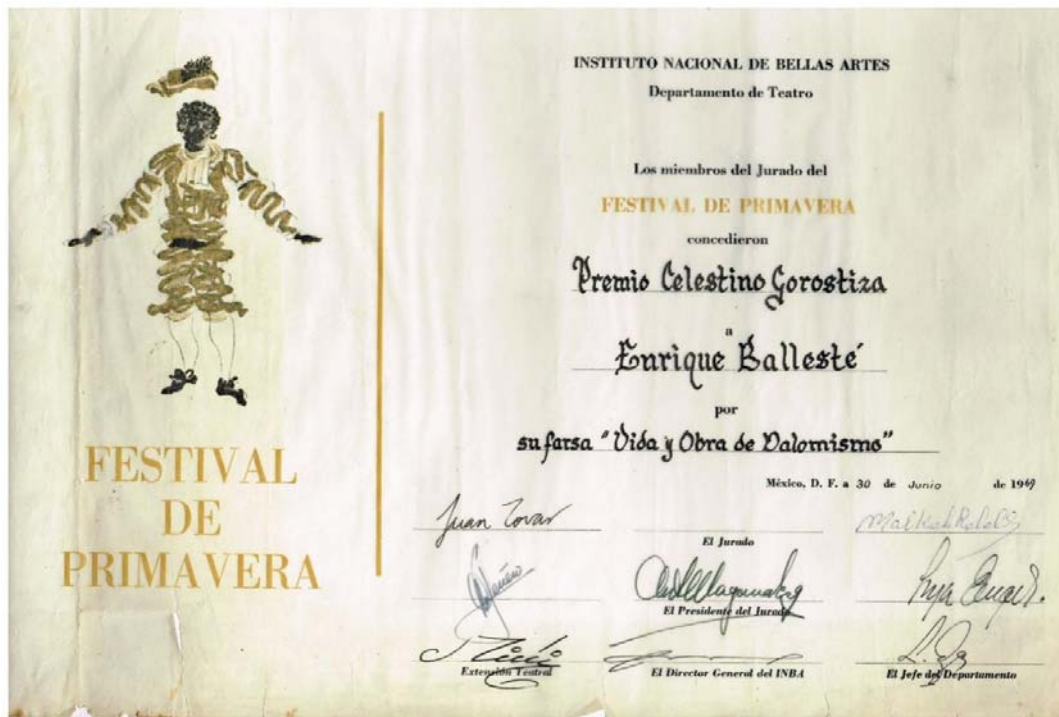 INSTITUTO NACIONAL DE BELLAS ARTES
Departamento de Teatro
Los miembros del Jurado del
FESTIVAL DE PRIMAVERA
concedieron
Premio Celestino Gorostiza
a
Enrique Ballesté
por
su farsa "Vida y Obra de Dalomismo"
México, D. F. a 30 de Junio de 1969
FESTIVAL
DE
PRIMAVERA
Juan Tovar
El Jurado
El Presidente del Jurado
Extensión Teatral
El Director General del INBA
El Jefe del Departamento